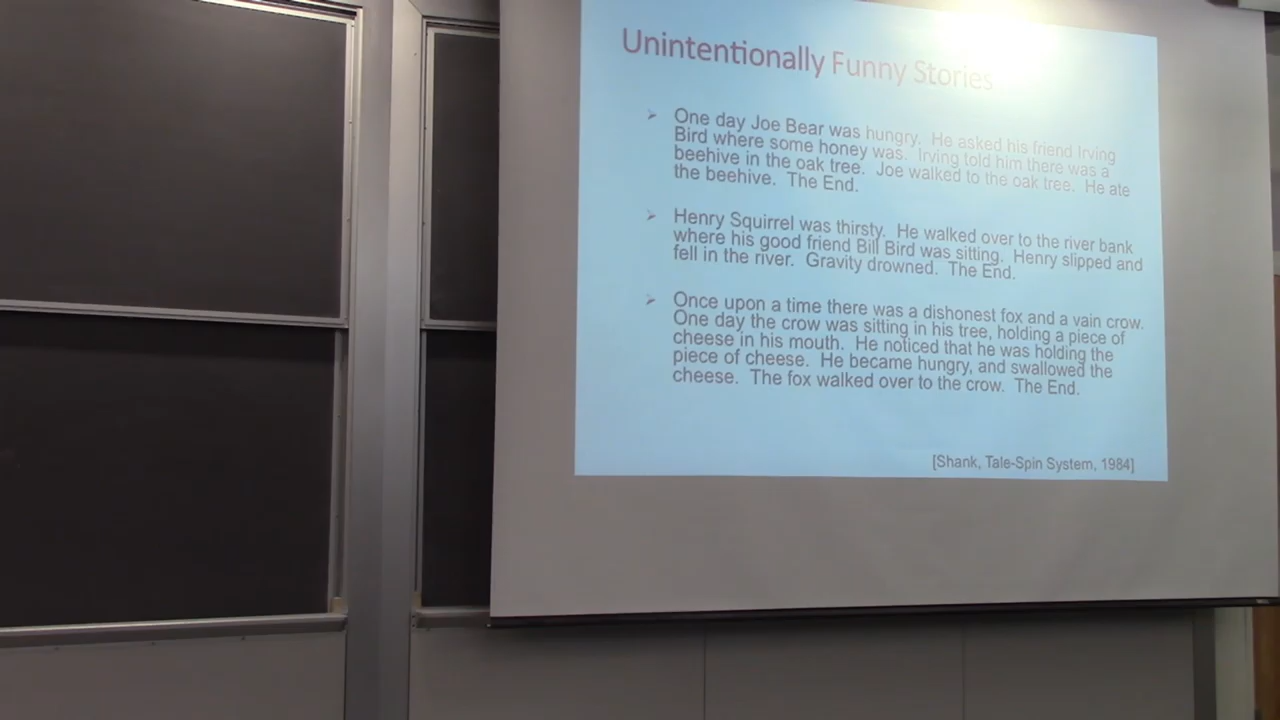 Unintentionally Funny Stories
One day Joe Bear was hungry. He asked his friend Irving
Bird where some honey was. Irving told him there was a
beehive in the oak tree. Joe walked to the oak tree. He ate
the beehive. The End.
Henry Squirrel was thirsty. He walked over to the river bank
where his good friend Bill Bird was sitting. Henry slipped and
fell in the river. Gravity drowned. The End.
Once upon a time there was a dishonest fox and a vain crow.
One day the crow was sitting in his tree, holding a piece of
cheese in his mouth. He noticed that he was holding the
piece of cheese. He became hungry, and swallowed the
cheese. The fox walked over to the crow. The End.
[Shank, Tale-Spin System, 1984]